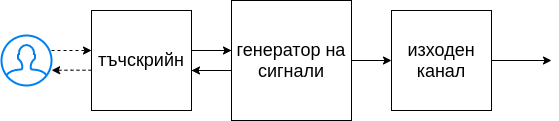 тъчскрийн
генератор на
сигнали
изходен
канал